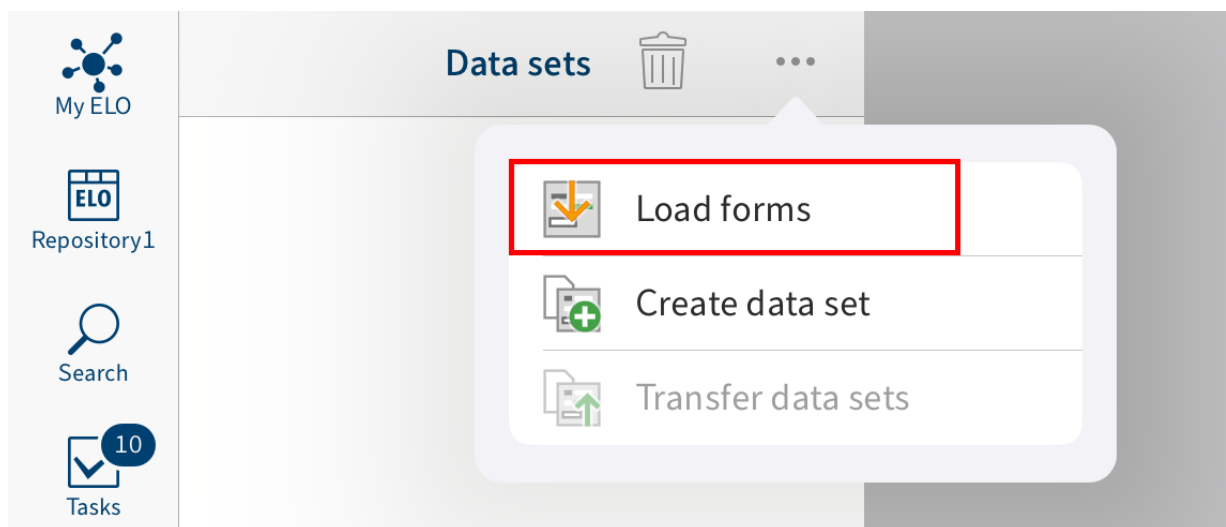 My ELO
ELO
Repository1
Search
10
Tasks
Data sets
Load forms
Create data set
Transfer data sets